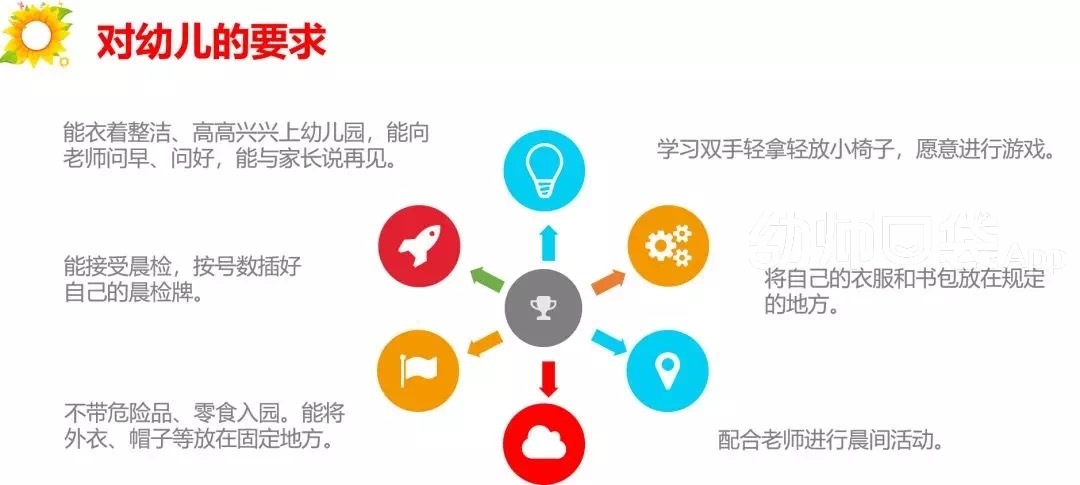 对幼儿的要求
能衣着整洁、高高兴兴上幼儿园，能向
老师问早、问好，能与家长说再见。
学习双手轻拿轻放小椅子，愿意进行游戏。
幼师口袋App
能接受晨检，按号数插好
自己的晨检牌。
将自己的衣服和书包放在规定
的地方。
不带危险品、零食入园。能将
外衣、帽子等放在固定地方。
配合老师进行晨间活动。